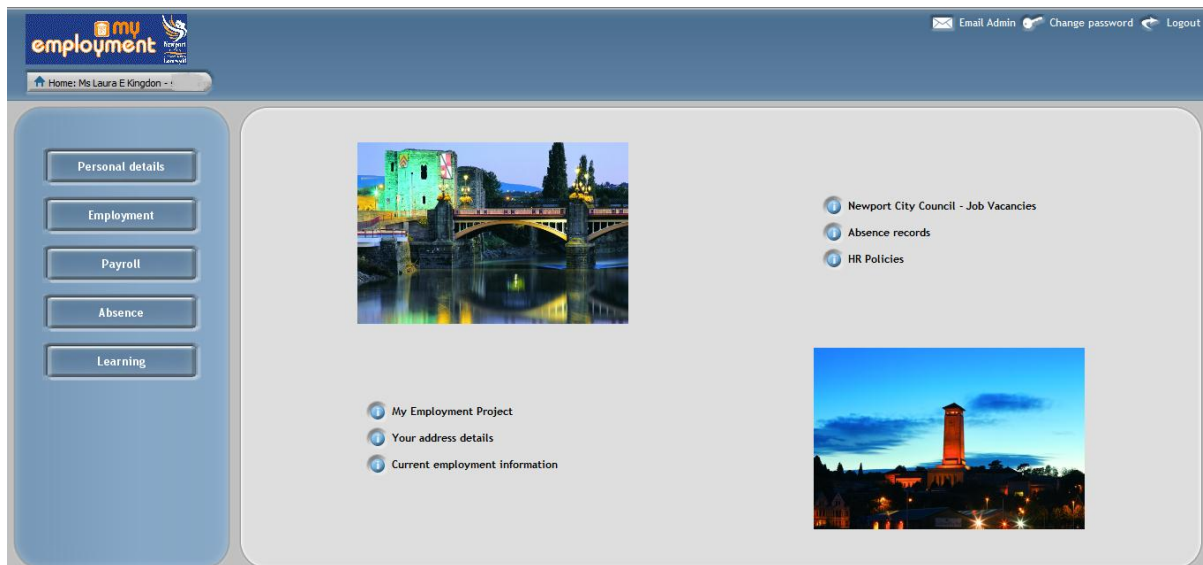 my
employment
Newport
Email Admin
Change password
Logout
Home: Ms Laura E Kingdon -
Personal details
Employment
Payroll
Absence
Learning
Newport City Council - Job Vacancies
Absence records
HR Policies
My Employment Project
Your address details
Current employment information